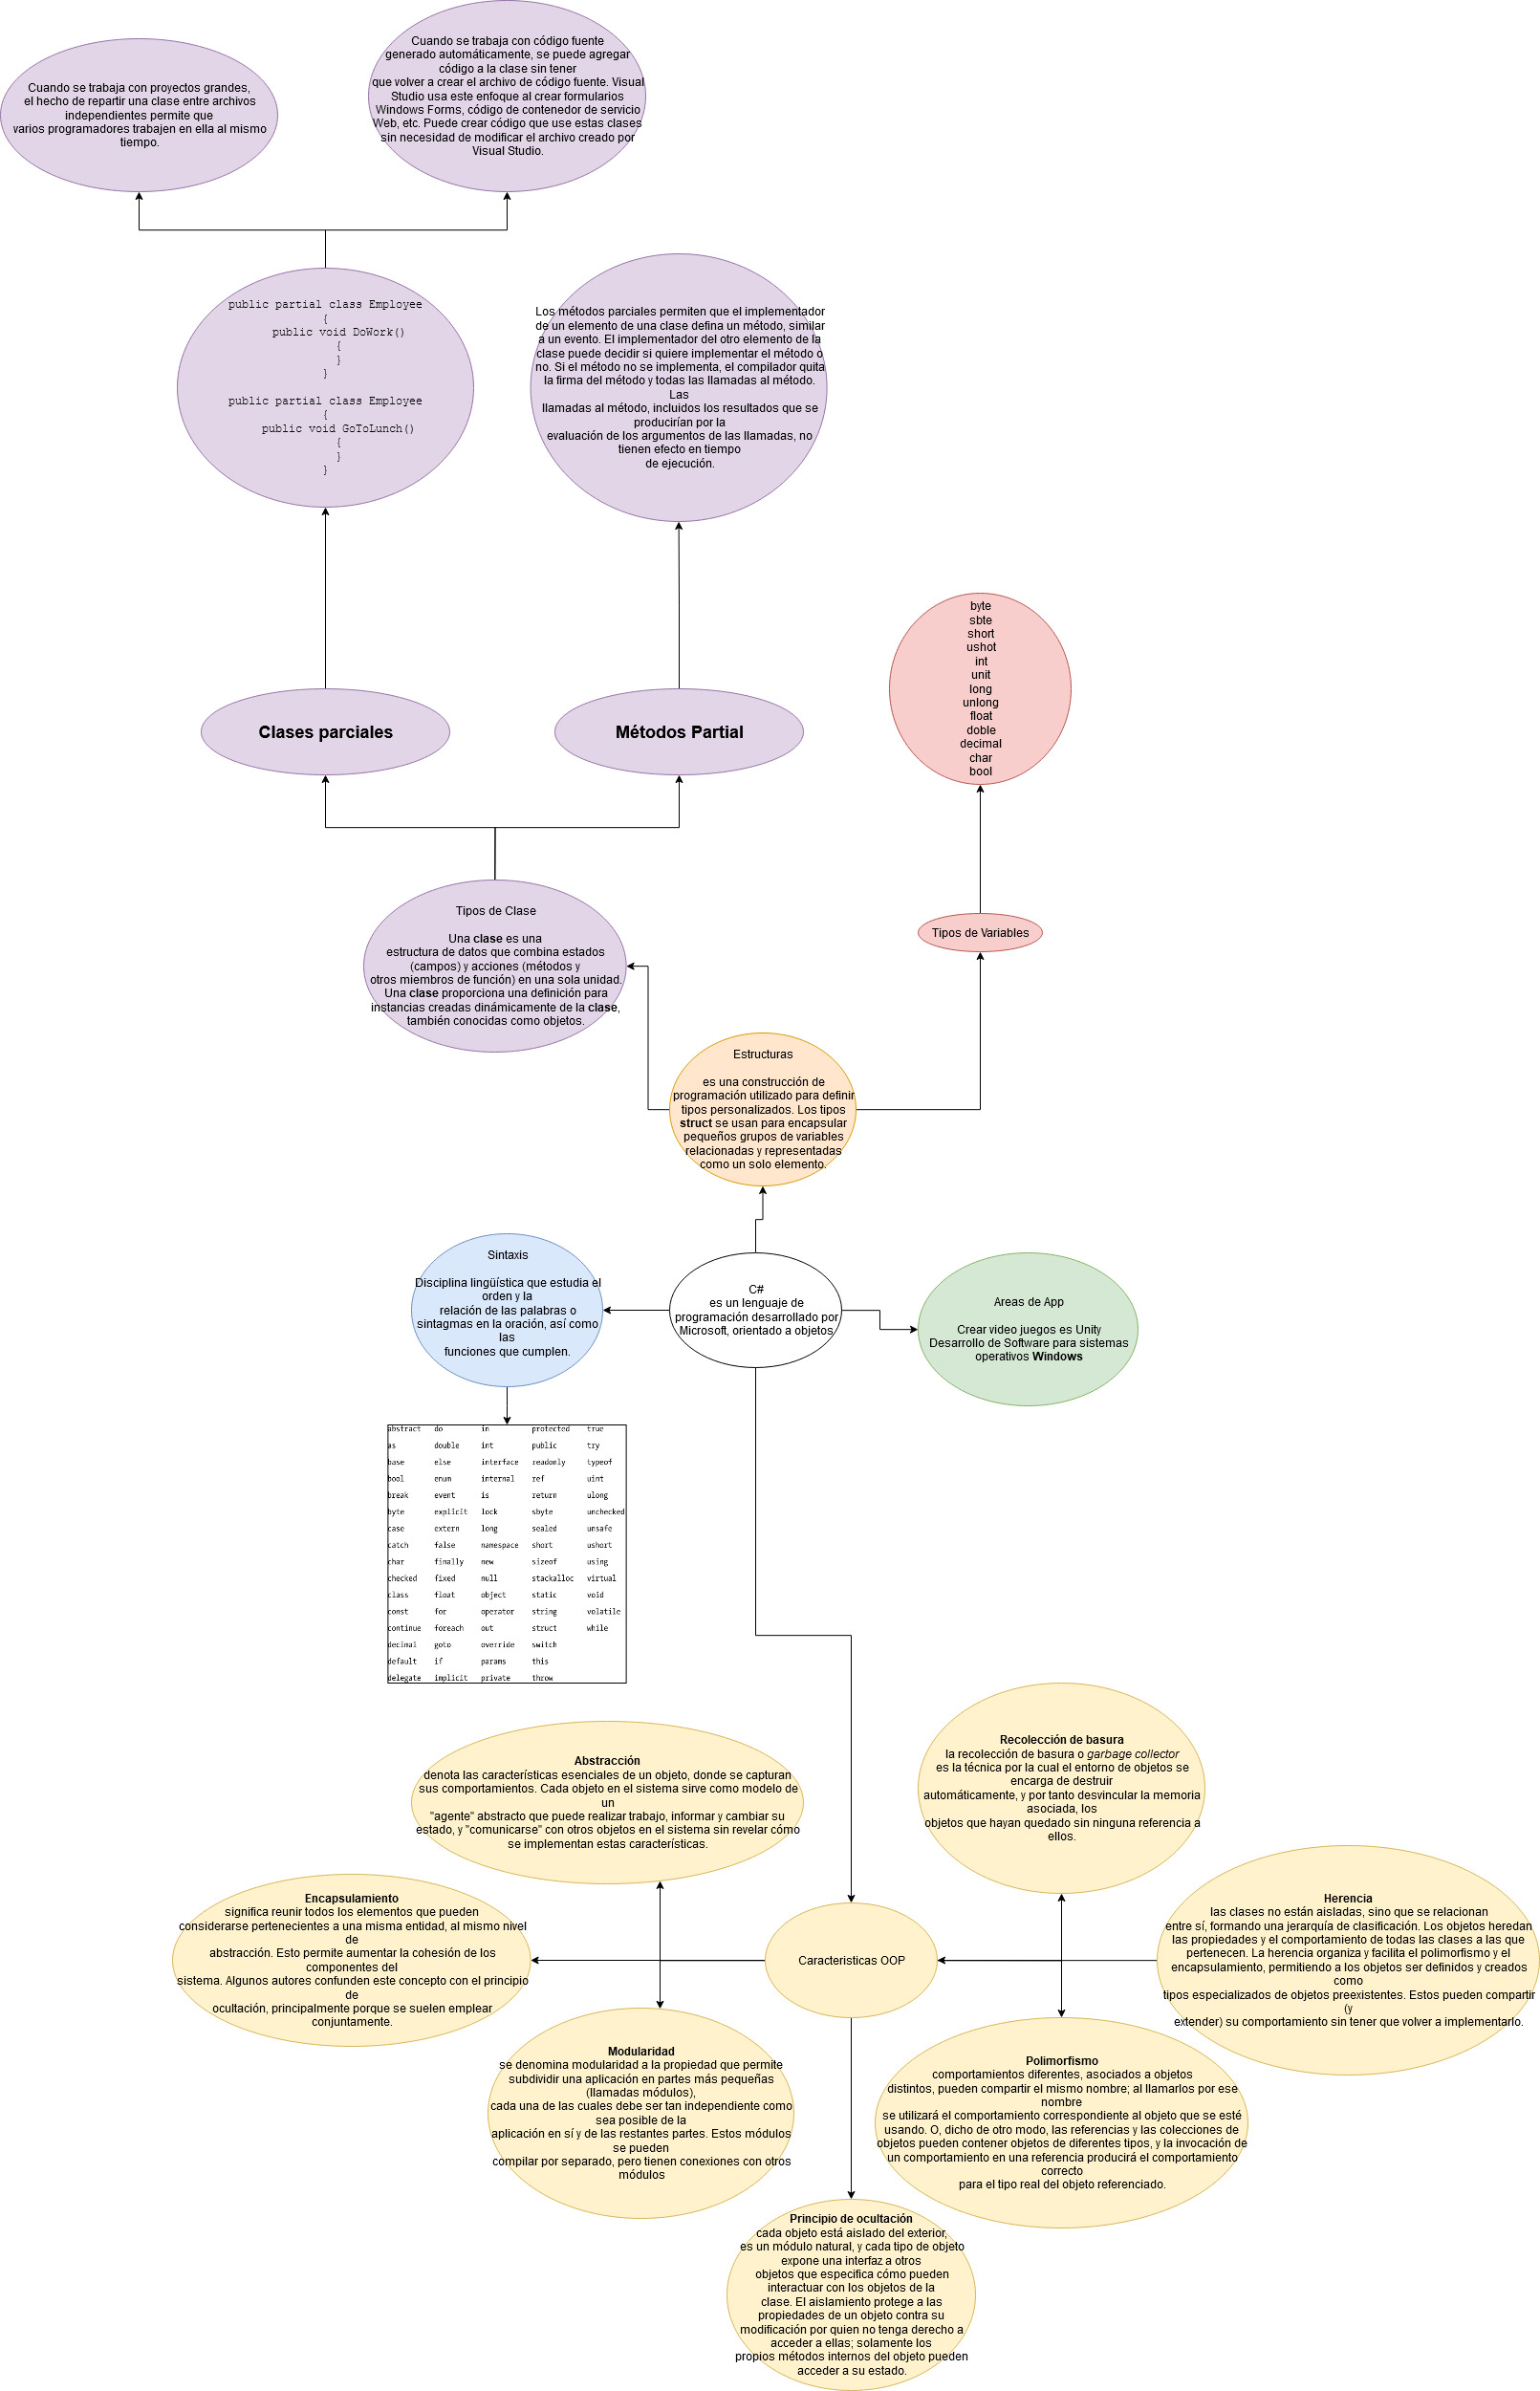 Cuando se trabaja con código fuente
generado automáticamente, se puede agregar
código a la clase sin tener
que volver a crear el archivo de código fuente. Visual
Studio usa este enfoque al crear formularios
Windows Forms, código de contenedor de servicio
Web, etc. Puede crear código que use estas clases
sin necesidad de modificar el archivo creado por
Visual Studio.
Cuando se trabaja con proyectos grandes,
el hecho de repartir una clase entre archivos
independientes permite que
varios programadores trabajen en ella al mismo
tiempo.
public partial class Employee
{
public void DoWork()
{
}
}
public partial class Employee
{
public void GoToLunch()
{
}
}
Los métodos parciales permiten que el implementador
de un elemento de una clase defina un método, similar
a un evento. El implementador del otro elemento de la
clase puede decidir si quiere implementar el método o
no. Si el método no se implementa, el compilador quita
la firma del método y todas las llamadas al método.
Las
llamadas al método, incluidos los resultados que se
producirían por la
evaluación de los argumentos de las llamadas, no
tienen efecto en tiempo
de ejecución.
byte
sbte
short
ushot
int
unit
long
unlong
float
doble
decimal
char
bool
Clases parciales
Métodos Partial
Tipos de Clase
Una clase es una
estructura de datos que combina estados
(campos) y acciones (métodos y
otros miembros de función) en una sola unidad.
Una clase proporciona una definición para
instancias creadas dinámicamente de la clase,
también conocidas como objetos.
Tipos de Variables
Estructuras
es una construcción de
programación utilizado para definir
tipos personalizados. Los tipos
struct se usan para encapsular
pequeños grupos de variables
relacionadas y representadas
como un solo elemento.
Sintaxis
Disciplina lingüística que estudia el
orden y la
relación de las palabras o
sintagmas en la oración, así como
las
funciones que cumplen.
C#
es un lenguaje de
programación desarrollado por
Microsoft, orientado a objetos
Areas de App
Crear video juegos es Unity
Desarrollo de Software para sistemas
operativos Windows
abstract do in protected true
as double int public try
base else interface readonly typeof
bool enum internal ref uint
break event is return ulong
byte explicit lock sbyte unchecked
case extern long sealed unsafe
catch false namespace short ushort
char finally new sizeof using
checked fixed null stackalloc virtual
class float object static void
const for operator string volatile
continue foreach out struct while
decimal goto override switch
default if params this
delegate implicit private throw
Recolección de basura
la recolección de basura o garbage collector
es la técnica por la cual el entorno de objetos se
encarga de destruir
automáticamente, y por tanto desvincular la memoria
asociada, los
objetos que hayan quedado sin ninguna referencia a
ellos.
Abstracción
denota las características esenciales de un objeto, donde se capturan
sus comportamientos. Cada objeto en el sistema sirve como modelo de
un
"agente" abstracto que puede realizar trabajo, informar y cambiar su
estado, y "comunicarse" con otros objetos en el sistema sin revelar cómo
se implementan estas características.
Encapsulamiento
significa reunir todos los elementos que pueden
considerarse pertenecientes a una misma entidad, al mismo nivel
de
abstracción. Esto permite aumentar la cohesión de los
componentes del
sistema. Algunos autores confunden este concepto con el principio
de
ocultación, principalmente porque se suelen emplear
conjuntamente.
Caracteristicas OOP
Herencia
las clases no están aisladas, sino que se relacionan
entre sí, formando una jerarquía de clasificación. Los objetos heredan
las propiedades y el comportamiento de todas las clases a las que
pertenecen. La herencia organiza y facilita el polimorfismo y el
encapsulamiento, permitiendo a los objetos ser definidos y creados
como
tipos especializados de objetos preexistentes. Estos pueden compartir
(y
extender) su comportamiento sin tener que volver a implementarlo.
Modularidad
se denomina modularidad a la propiedad que permite
subdividir una aplicación en partes más pequeñas
(llamadas módulos),
cada una de las cuales debe ser tan independiente como
sea posible de la
aplicación en sí y de las restantes partes. Estos módulos
se pueden
compilar por separado, pero tienen conexiones con otros
módulos
Polimorfismo
comportamientos diferentes, asociados a objetos
distintos, pueden compartir el mismo nombre; al llamarlos por ese
nombre
se utilizará el comportamiento correspondiente al objeto que se esté
usando. O, dicho de otro modo, las referencias y las colecciones de
objetos pueden contener objetos de diferentes tipos, y la invocación de
un comportamiento en una referencia producirá el comportamiento
correcto
para el tipo real del objeto referenciado.
Principio de ocultación
cada objeto está aislado del exterior,
es un módulo natural, y cada tipo de objeto
expone una interfaz a otros
objetos que especifica cómo pueden
interactuar con los objetos de la
clase. El aislamiento protege a las
propiedades de un objeto contra su
modificación por quien no tenga derecho a
acceder a ellas; solamente los
propios métodos internos del objeto pueden
acceder a su estado.